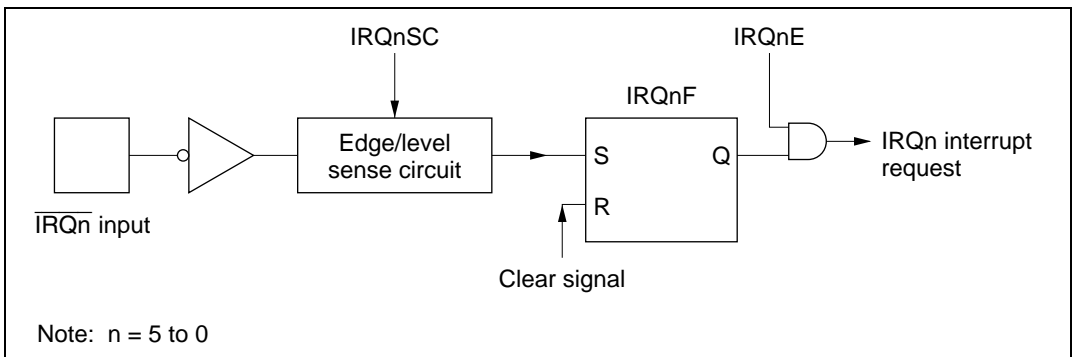 IRQnSC
IRQnE
IRQnF
Edge/level
sense circuit
S
Q
R
IRQn interrupt
request
IRQn input
Clear signal
Note: n = 5 to 0